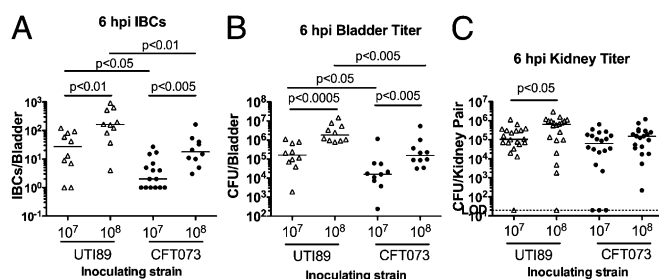 A
6 hpi IBCs
p<0.01
p<0.05
p<0.01 p<0.005
IBCs/Bladder
10³
10²
10¹
10⁰
10⁻¹
10⁷ 10⁸ 10⁷ 10⁸
UTI89 CFT073
Inoculating strain
B
6 hpi Bladder Titer
p<0.005
p<0.05
p<0.0005 p<0.005
CFU/Bladder
10⁸
10⁷
10⁶
10⁵
10⁴
10³
10²
10⁷ 10⁸ 10⁷ 10⁸
UTI89 CFT073
Inoculating strain
C
6 hpi Kidney Titer
p<0.05
CFU/Kidney Pair
10⁷
10⁶
10⁵
10⁴
10³
10²
LOD
10¹
10⁷ 10⁸ 10⁷ 10⁸
UTI89 CFT073
Inoculating strain